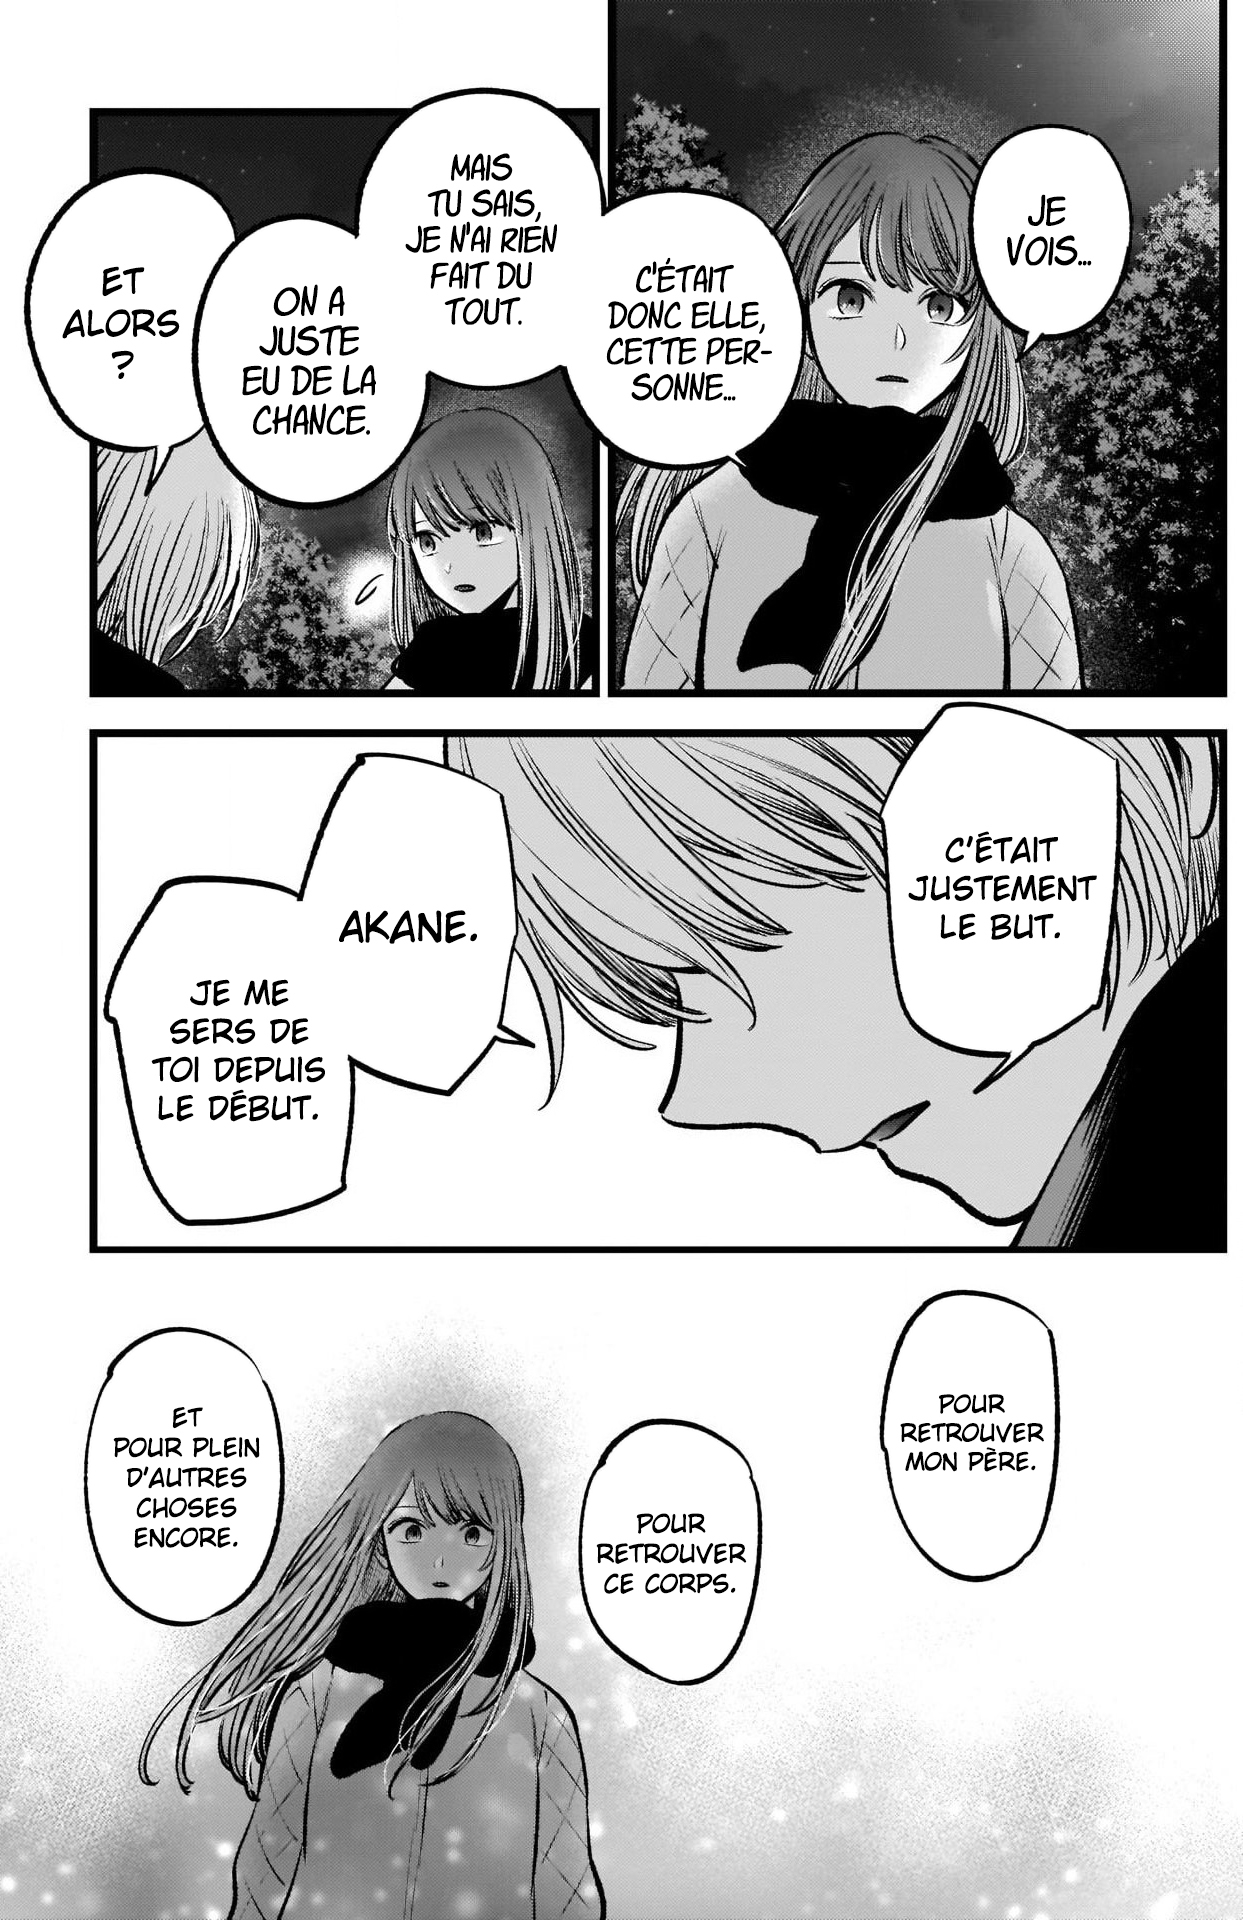 JE
VOIS...
C'ÉTAIT
DONC ELLE,
CETTE PER-
SONNE...
MAIS
TU SAIS,
JE N'AI RIEN
FAIT DU
TOUT.
ON A
JUSTE
EU DE LA
CHANCE.
ET
ALORS
?
C'ÉTAIT
JUSTEMENT
LE BUT.
AKANE.
JE ME
SERS DE
TOI DEPUIS
LE DÉBUT.
POUR
RETROUVER
MON PÈRE.
POUR
RETROUVER
CE CORPS.
ET
POUR PLEIN
D'AUTRES
CHOSES
ENCORE.